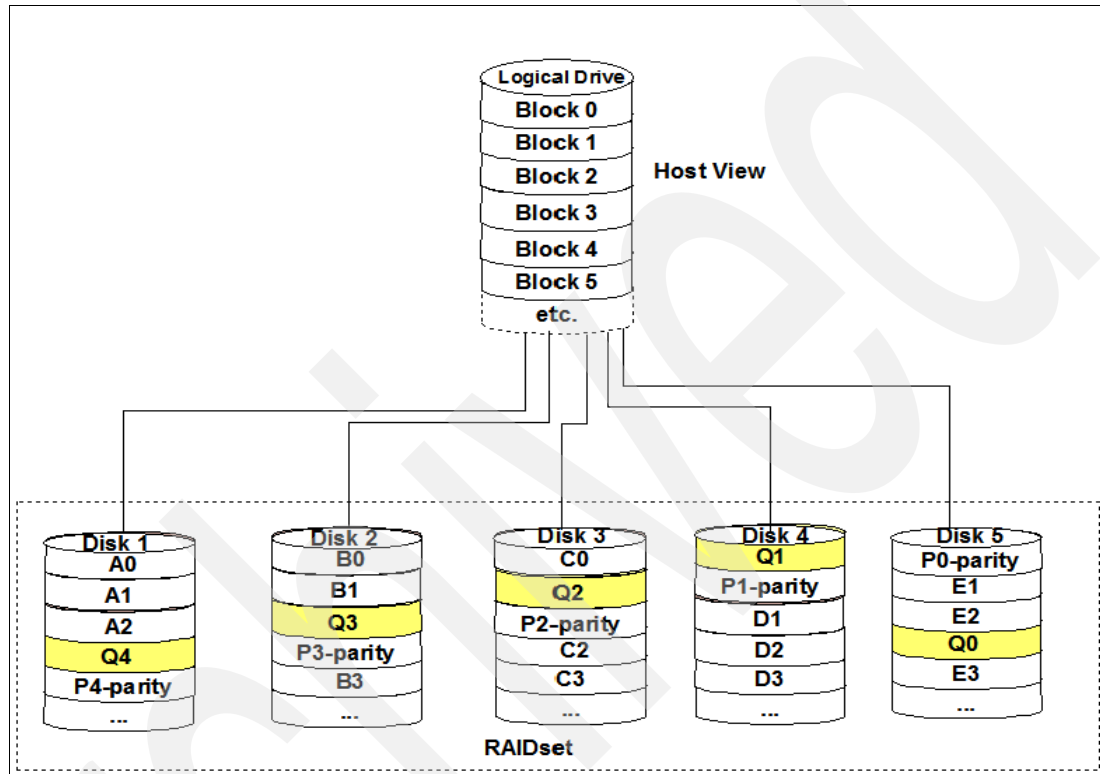 Logical Drive
Block 0
Block 1
Block 2
Host View
Block 3
Block 4
Block 5
etc.
Disk 1
A0
A1
A2
Q4
P4-parity
...
Disk 2
B0
B1
Q3
P3-parity
B3
...
Disk 3
C0
Q2
P2-parity
C2
C3
...
Disk 4
Q1
P1-parity
D1
D2
D3
...
Disk 5
P0-parity
E1
E2
Q0
E3
...
RAIDset